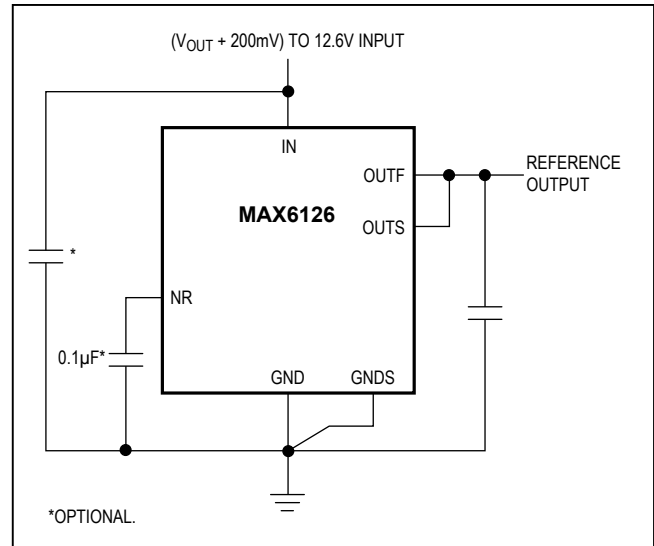 (VOUT + 200mV) TO 12.6V INPUT
IN
OUTF
REFERENCE
OUTPUT
MAX6126
OUTS
*
NR
0.1µF*
GND
GNDS
*OPTIONAL.